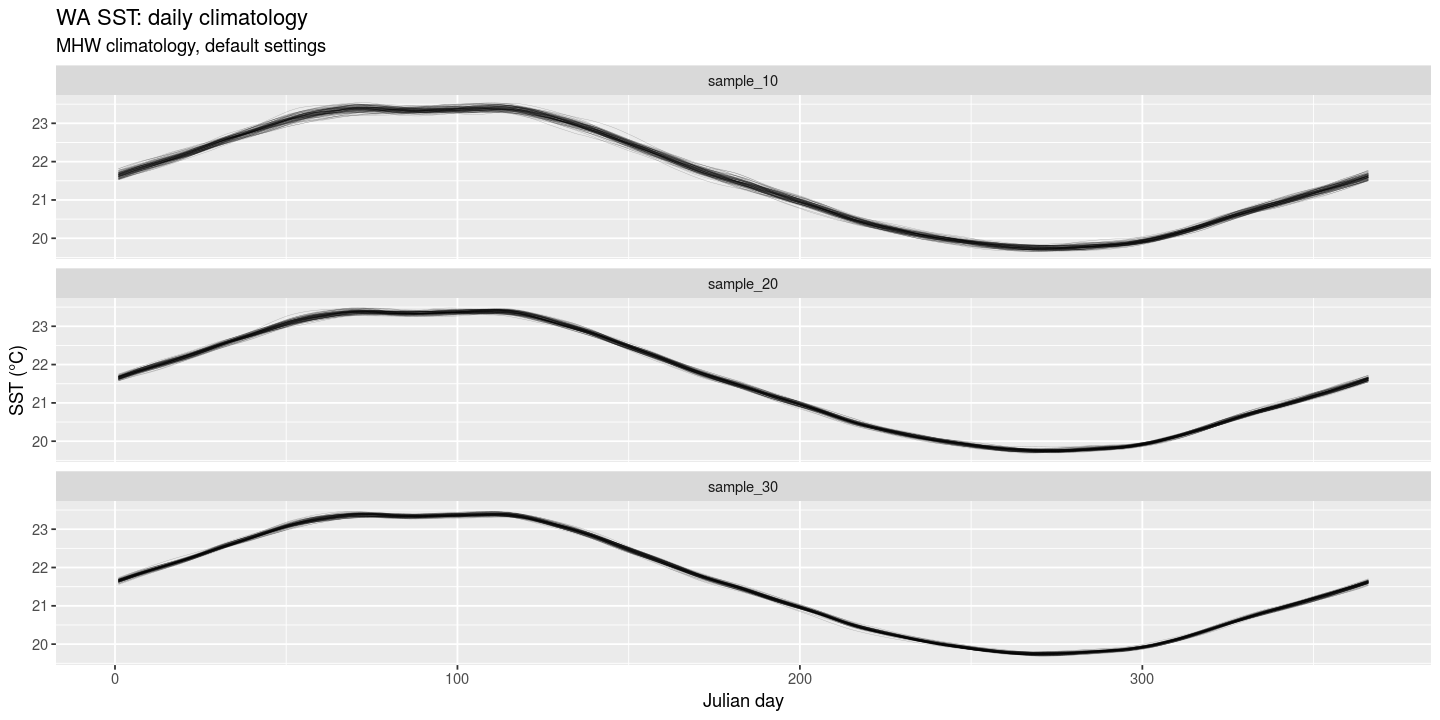 WA SST: daily climatology
MHW climatology, default settings
sample_10
23
22
21
20
sample_20
23
22
21
20
sample_30
23
22
21
20
SST (°C)
0 100 200 300
Julian day